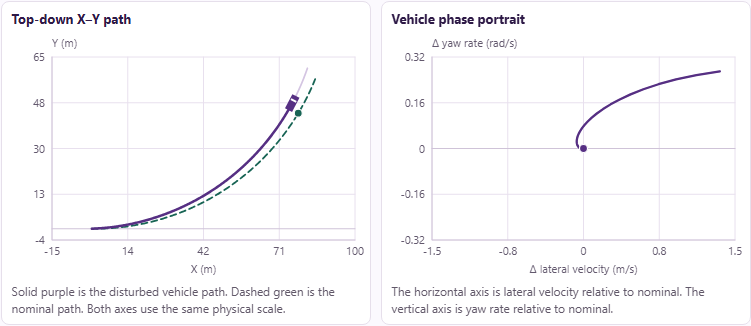 Top-down X–Y path
Y (m)
65
48
30
13
-4
-15
14
42
71
100
X (m)
Solid purple is the disturbed vehicle path. Dashed green is the
nominal path. Both axes use the same physical scale.
Vehicle phase portrait
Δ yaw rate (rad/s)
0.32
0.16
0
-0.16
-0.32
-1.5
-0.8
0
0.8
1.5
Δ lateral velocity (m/s)
The horizontal axis is lateral velocity relative to nominal. The
vertical axis is yaw rate relative to nominal.